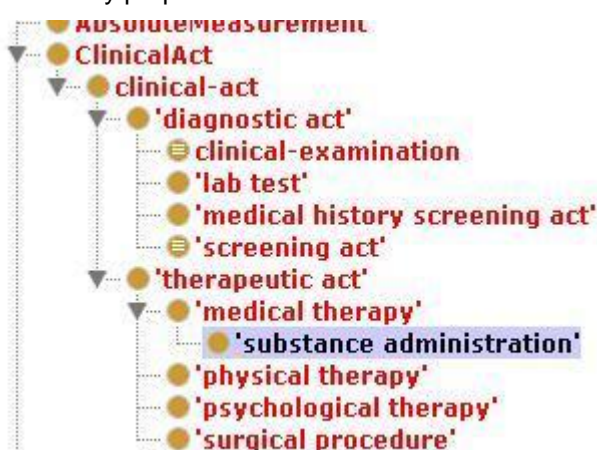 AbsoluteMeasurement
ClinicalAct
clinical-act
'diagnostic act'
clinical-examination
'lab test'
'medical history screening act'
'screening act'
'therapeutic act'
'medical therapy'
'substance administration'
'physical therapy'
'psychological therapy'
'surgical procedure'